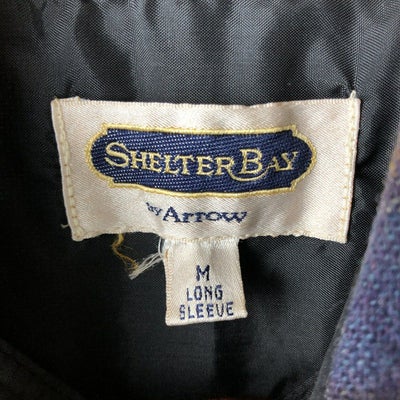 SHELTER BAY
by Arrow
M
LONG
SLEEVE